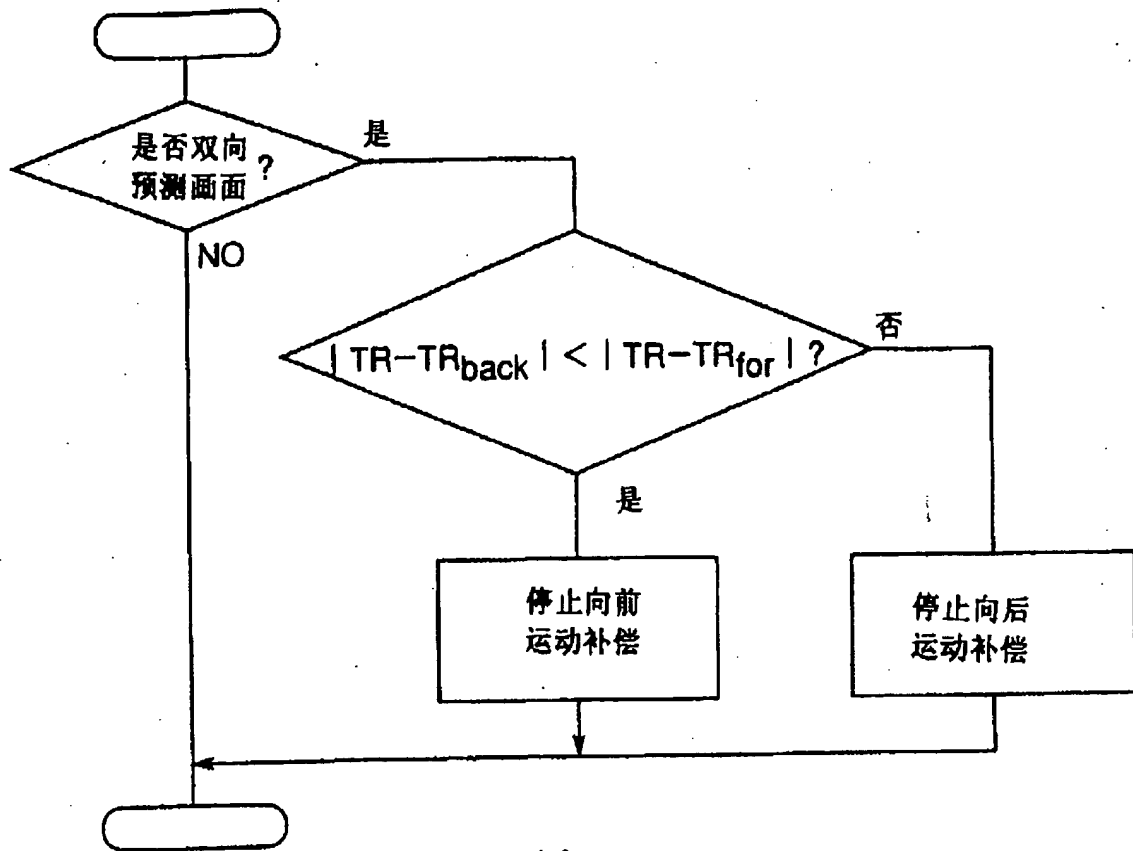 是否双向
预测画面?
是
NO
| TR-TRback | < | TR-TRfor | ?
否
是
停止向前
运动补偿
停止向后
运动补偿